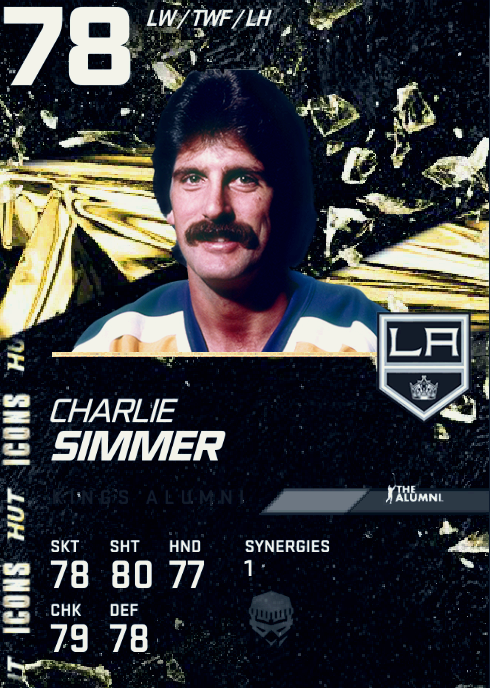 78
LW / TWF / LH
LA
CHARLIE
SIMMER
KINGS ALUMNI
THE
ALUMNI.
SKT SHT HND SYNERGIES
78 80 77 1
CHK DEF
79 78
ICONS HUT
ICONS HUT